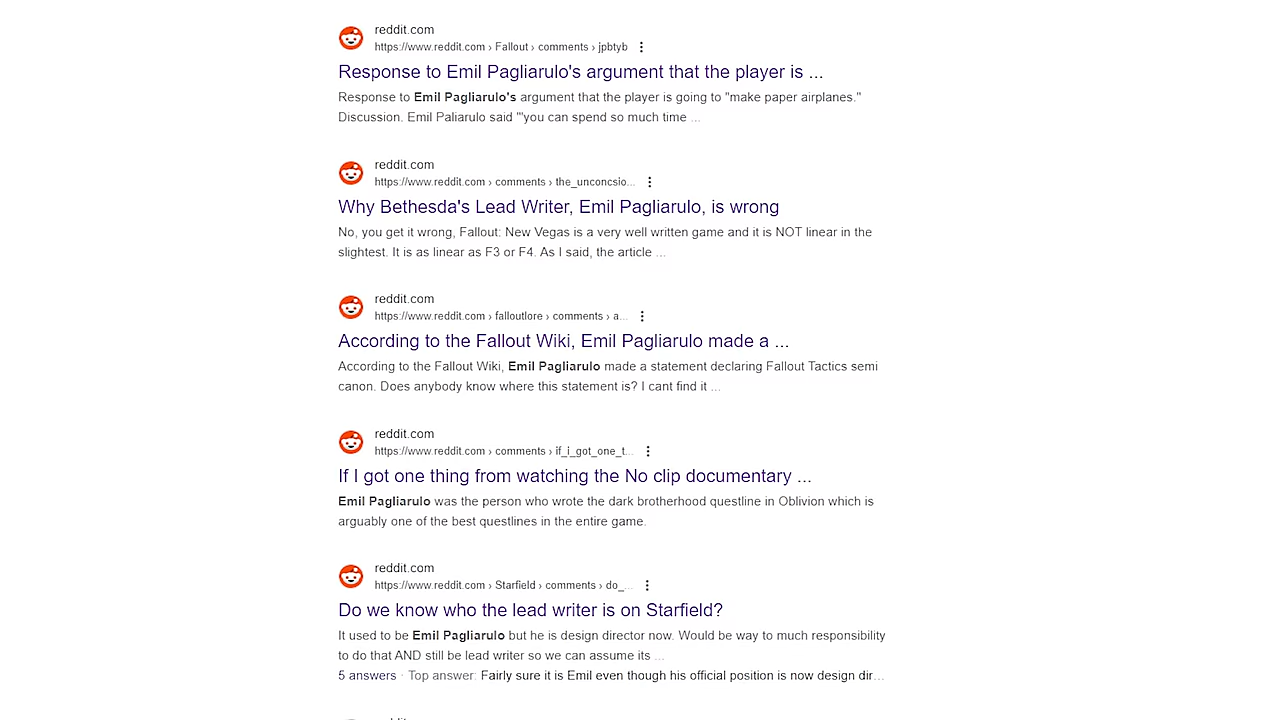 reddit.com
https://www.reddit.com › Fallout › comments › jpbtyb
Response to Emil Pagliarulo's argument that the player is ...
Response to Emil Pagliarulo's argument that the player is going to "make paper airplanes."
Discussion. Emil Paliarulo said "'you can spend so much time ...
reddit.com
https://www.reddit.com › comments › the_unconcsio...
Why Bethesda's Lead Writer, Emil Pagliarulo, is wrong
No, you get it wrong, Fallout: New Vegas is a very well written game and it is NOT linear in the
slightest. It is as linear as F3 or F4. As I said, the article ...
reddit.com
https://www.reddit.com › falloutlore › comments › a...
According to the Fallout Wiki, Emil Pagliarulo made a ...
According to the Fallout Wiki, Emil Pagliarulo made a statement declaring Fallout Tactics semi
canon. Does anybody know where this statement is? I cant find it ...
reddit.com
https://www.reddit.com › comments › if_i_got_one_t...
If I got one thing from watching the No clip documentary ...
Emil Pagliarulo was the person who wrote the dark brotherhood questline in Oblivion which is
arguably one of the best questlines in the entire game.
reddit.com
https://www.reddit.com › Starfield › comments › do_...
Do we know who the lead writer is on Starfield?
It used to be Emil Pagliarulo but he is design director now. Would be way to much responsibility
to do that AND still be lead writer so we can assume its ...
5 answers · Top answer: Fairly sure it is Emil even though his official position is now design dir...